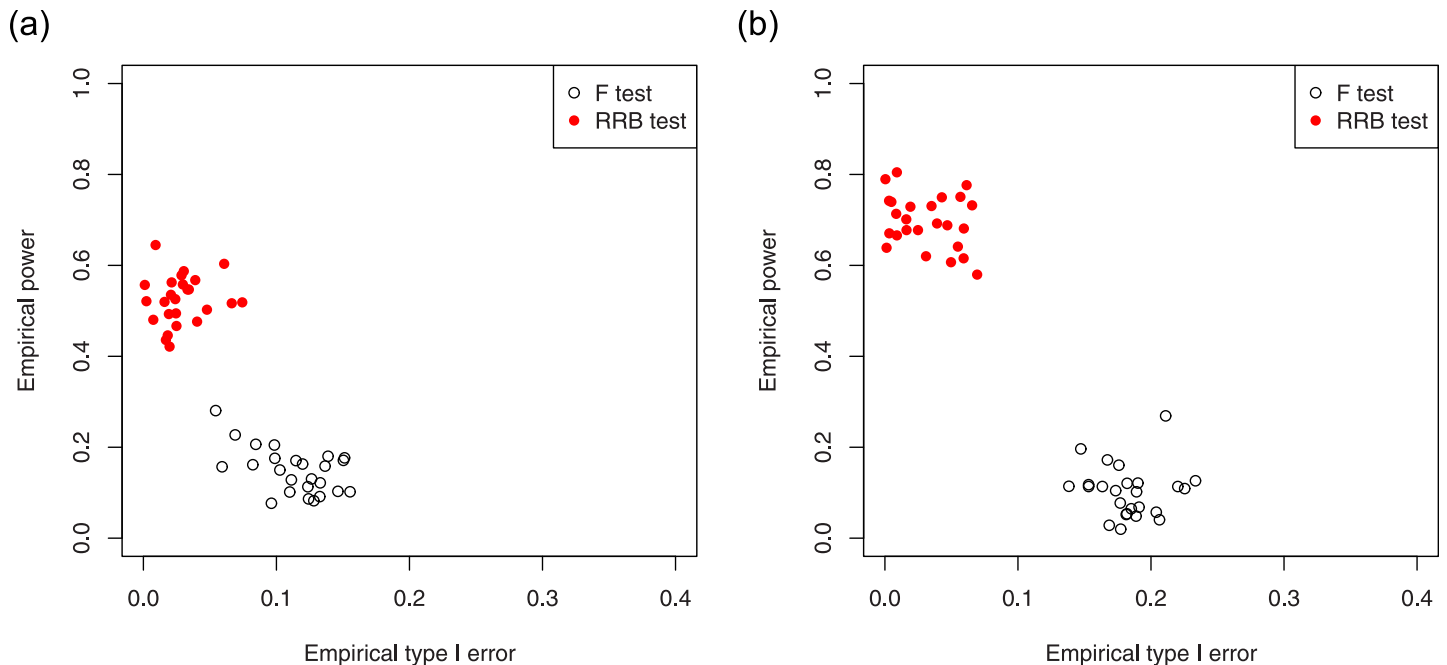 (a)
F test
RRB test
Empirical power
0.0 0.2 0.4 0.6 0.8 1.0
0.0 0.1 0.2 0.3 0.4
Empirical type I error
(b)
F test
RRB test
Empirical power
0.0 0.2 0.4 0.6 0.8 1.0
0.0 0.1 0.2 0.3 0.4
Empirical type I error